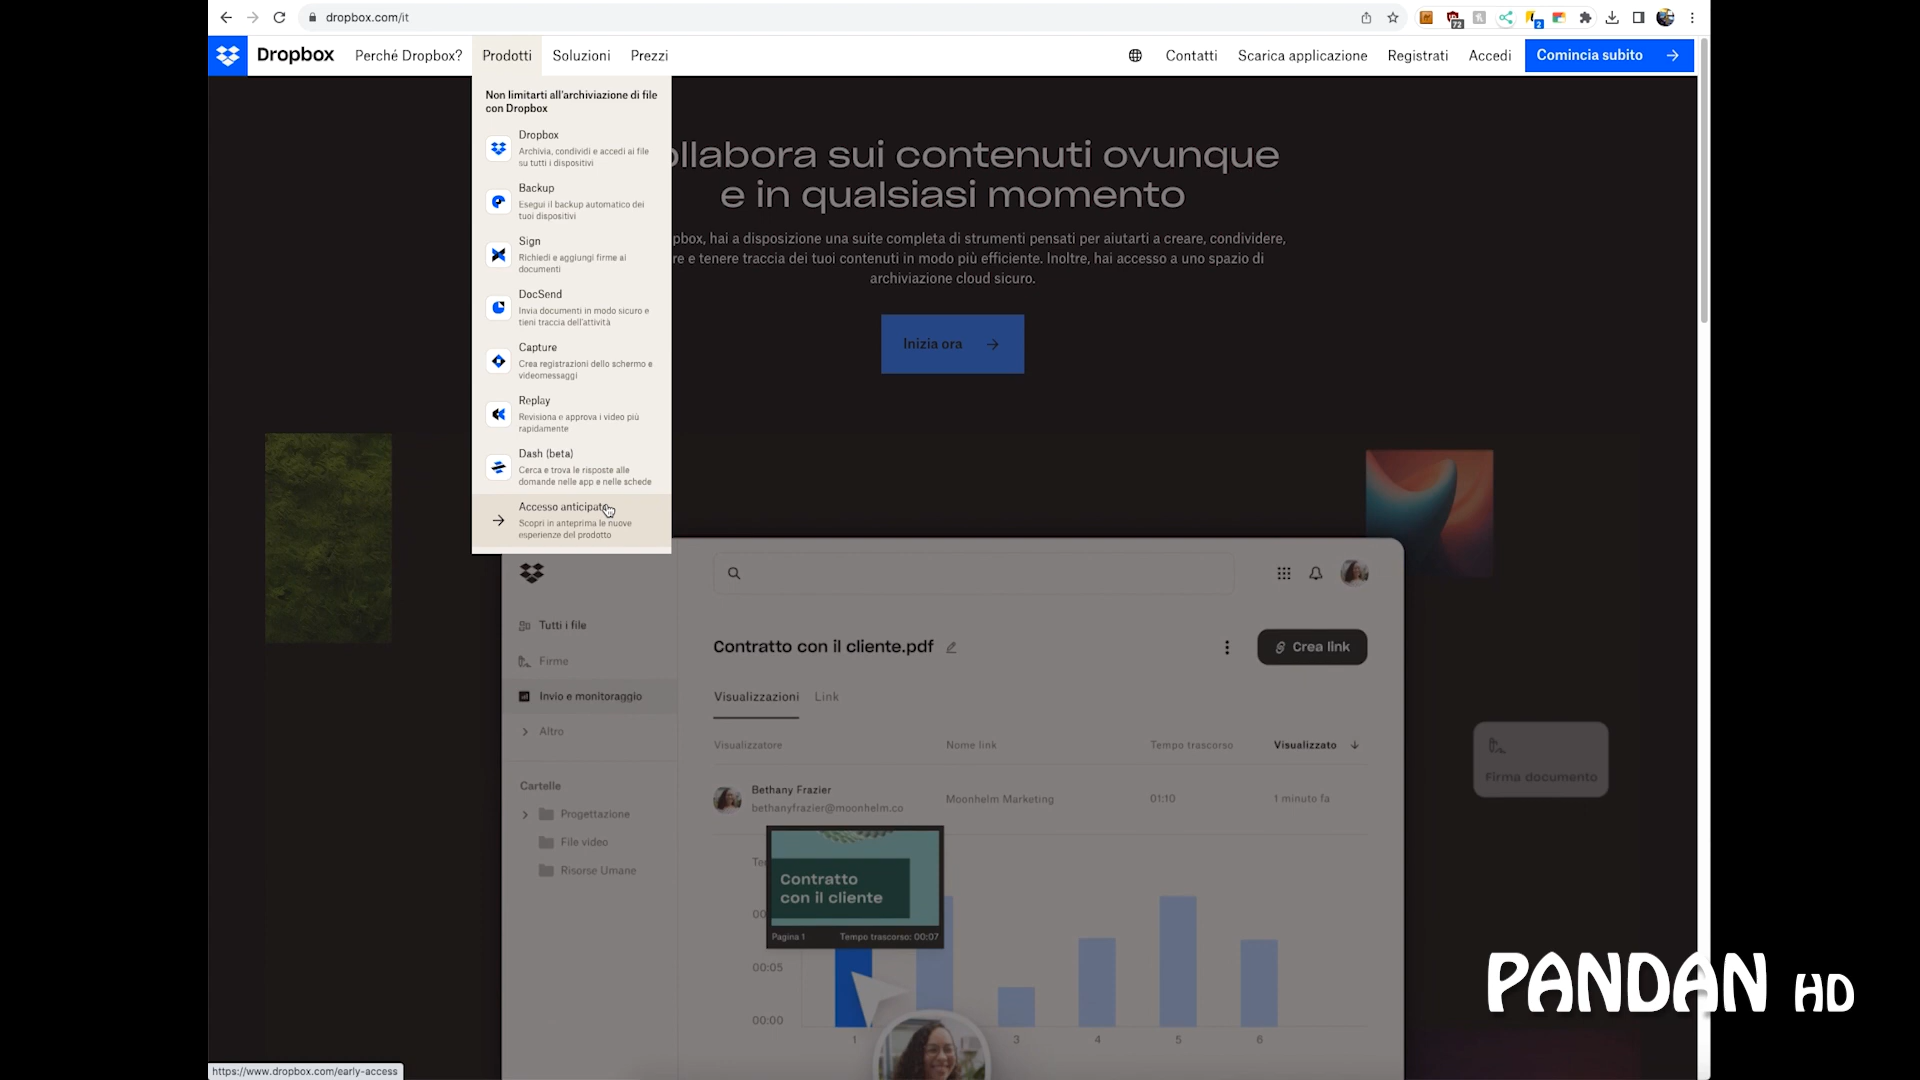 dropbox.com/it
72
2
Dropbox
Perché Dropbox?
Prodotti
Soluzioni
Prezzi
Contatti
Scarica applicazione
Registrati
Accedi
Comincia subito
Non limitarti all'archiviazione di file
con Dropbox
Dropbox
Archivia, condividi e accedi ai file
su tutti i dispositivi
Backup
Esegui il backup automatico dei
tuoi dispositivi
Sign
Richiedi e aggiungi firme ai
documenti
DocSend
Invia documenti in modo sicuro e
tieni traccia dell'attività
Capture
Crea registrazioni dello schermo e
videomessaggi
Replay
Revisiona e approva i video più
rapidamente
Dash (beta)
Cerca e trova le risposte alle
domande nelle app e nelle schede
Accesso anticipato
Scopri in anteprima le nuove
esperienze del prodotto
ollabora sui contenuti ovunque
e in qualsiasi momento
pbox, hai a disposizione una suite completa di strumenti pensati per aiutarti a creare, condividere,
re e tenere traccia dei tuoi contenuti in modo più efficiente. Inoltre, hai accesso a uno spazio di
archiviazione cloud sicuro.
Inizia ora
Tutti i file
Firme
Invio e monitoraggio
Altro
Cartelle
Progettazione
File video
Risorse Umane
Contratto con il cliente.pdf
Crea link
Visualizzazioni
Link
Visualizzatore
Nome link
Tempo trascorso
Visualizzato
Bethany Frazier
bethanyfrazier@moonhelm.co
Moonhelm Marketing
01:10
1 minuto fa
Te
Contratto
con il cliente
Pagina 1
Tempo trascorso: 00:07
00
00:05
00:00
1
3
4
5
6
Firma documento
PANDAN HD
https://www.dropbox.com/early-access